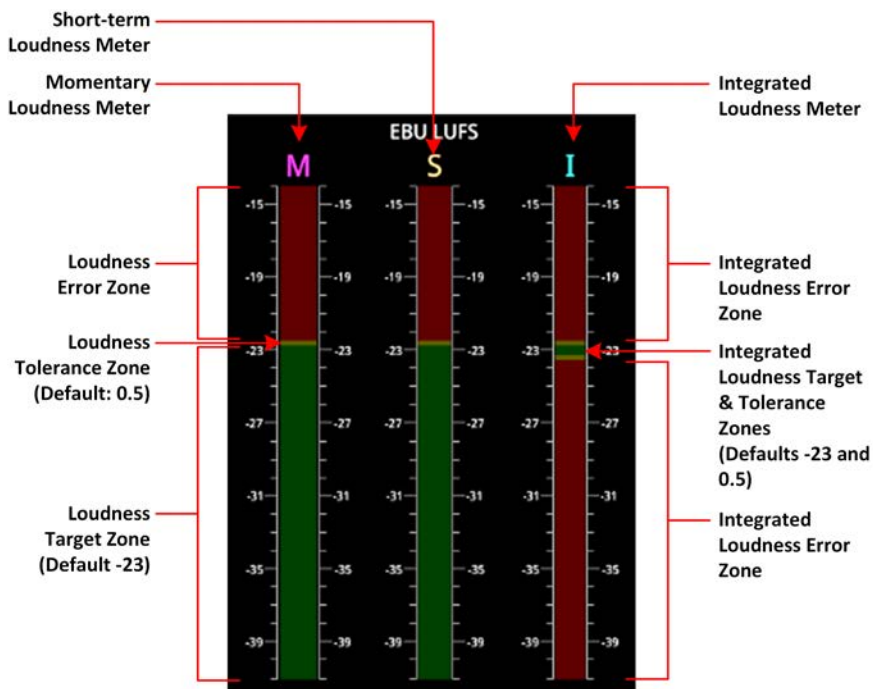 Short-term
Loudness Meter
Momentary
Loudness Meter
Integrated
Loudness Meter
EBU LUFS
M S I
-15 -15 -15 -15 -15 -15
-19 -19 -19 -19 -19 -19
-23 -23 -23 -23 -23 -23
-27 -27 -27 -27 -27 -27
-31 -31 -31 -31 -31 -31
-35 -35 -35 -35 -35 -35
-39 -39 -39 -39 -39 -39
Loudness
Error Zone
Loudness
Tolerance Zone
(Default: 0.5)
Loudness
Target Zone
(Default -23)
Integrated
Loudness Error
Zone
Integrated
Loudness Target
& Tolerance
Zones
(Defaults -23 and
0.5)
Integrated
Loudness Error
Zone